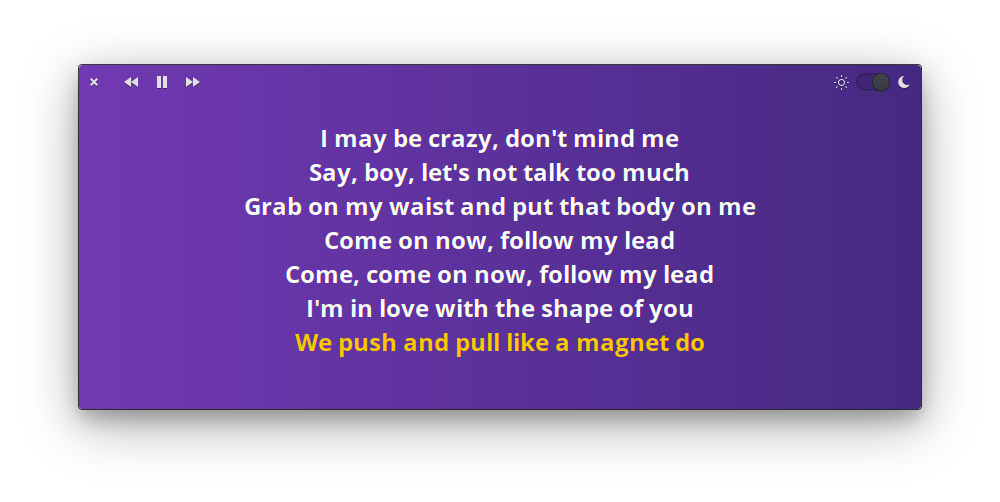 I may be crazy, don't mind me
Say, boy, let's not talk too much
Grab on my waist and put that body on me
Come on now, follow my lead
Come, come on now, follow my lead
I'm in love with the shape of you
We push and pull like a magnet do